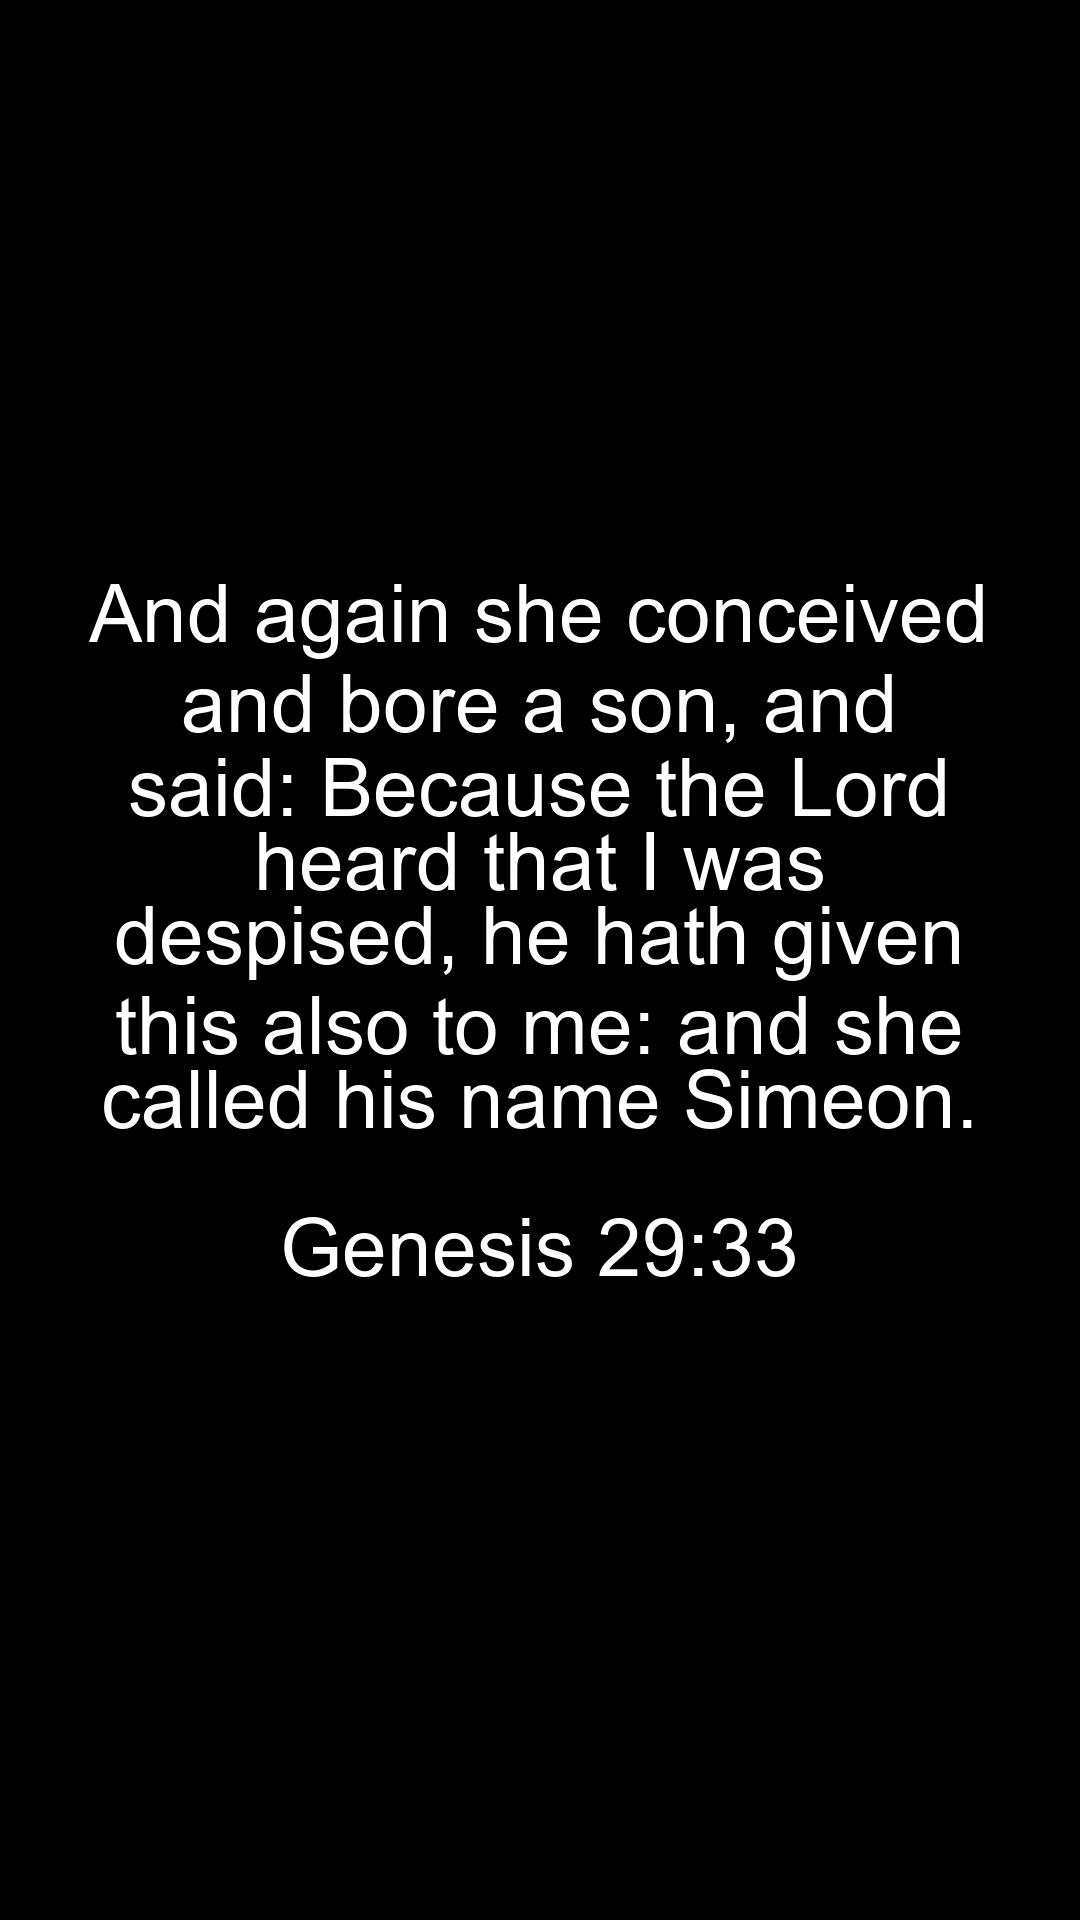 And again she conceived
and bore a son, and
said: Because the Lord
heard that I was
despised, he hath given
this also to me: and she
called his name Simeon.
Genesis 29:33